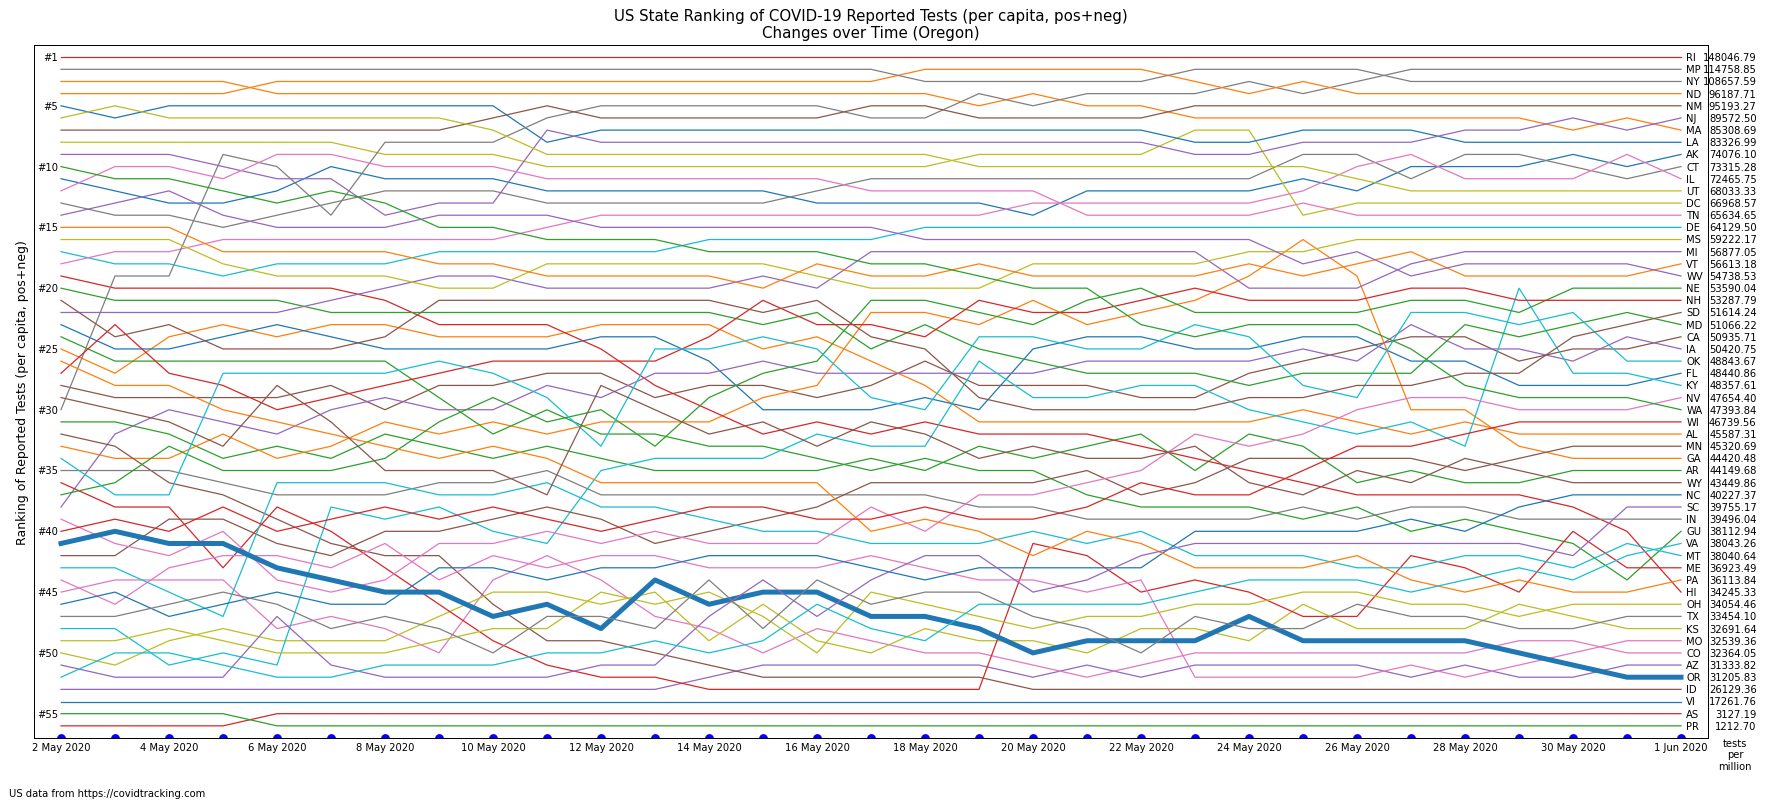 US State Ranking of COVID-19 Reported Tests (per capita, pos+neg)
Changes over Time (Oregon)
Ranking of Reported Tests (per capita, pos+neg)
#1
#5
#10
#15
#20
#25
#30
#35
#40
#45
#50
#55
RI 148046.79
MP 114758.85
NY 108657.59
ND 96187.71
NM 95193.27
NJ 89572.50
MA 85308.69
LA 83326.99
AK 74076.10
CT 73315.28
IL 72465.75
UT 68033.33
DC 66968.57
TN 65634.65
DE 64129.50
MS 59222.17
MI 56877.05
VT 56613.18
WV 54738.53
NE 53590.04
NH 53287.79
SD 51614.24
MD 51066.22
CA 50935.71
IA 50420.75
OK 48843.67
FL 48440.86
KY 48357.61
NV 47654.40
WA 47393.84
WI 46739.56
AL 45587.31
MN 45320.69
GA 44420.48
AR 44149.68
WY 43449.86
NC 40227.37
SC 39755.17
IN 39496.04
GU 38112.94
VA 38043.26
MT 38040.64
ME 36923.49
PA 36113.84
HI 34245.33
OH 34054.46
TX 33454.10
KS 32691.64
MO 32539.36
CO 32364.05
AZ 31333.82
OR 31205.83
ID 26129.36
VI 17261.76
AS 3127.19
PR 1212.70
2 May 2020 4 May 2020 6 May 2020 8 May 2020 10 May 2020 12 May 2020 14 May 2020 16 May 2020 18 May 2020 20 May 2020 22 May 2020 24 May 2020 26 May 2020 28 May 2020 30 May 2020 1 Jun 2020
tests
per
million
US data from https://covidtracking.com